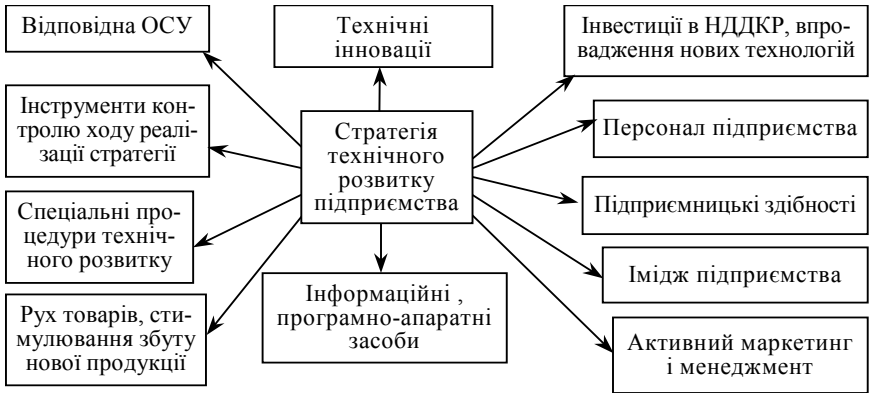 Відповідна ОСУ
Технічні
інновації
Інвестиції в НДДКР, впро-
вадження нових технологій
Інструменти кон-
тролю ходу реалі-
зації стратегії
Стратегія
технічного
розвитку
підприємства
Персонал підприємства
Спеціальні про-
цедури техніч-
ного розвитку
Підприємницькі здібності
Імідж підприємства
Рух товарів, сти-
мулювання збуту
нової продукції
Інформаційні ,
програмно-апаратні
засоби
Активний маркетинг
і менеджмент